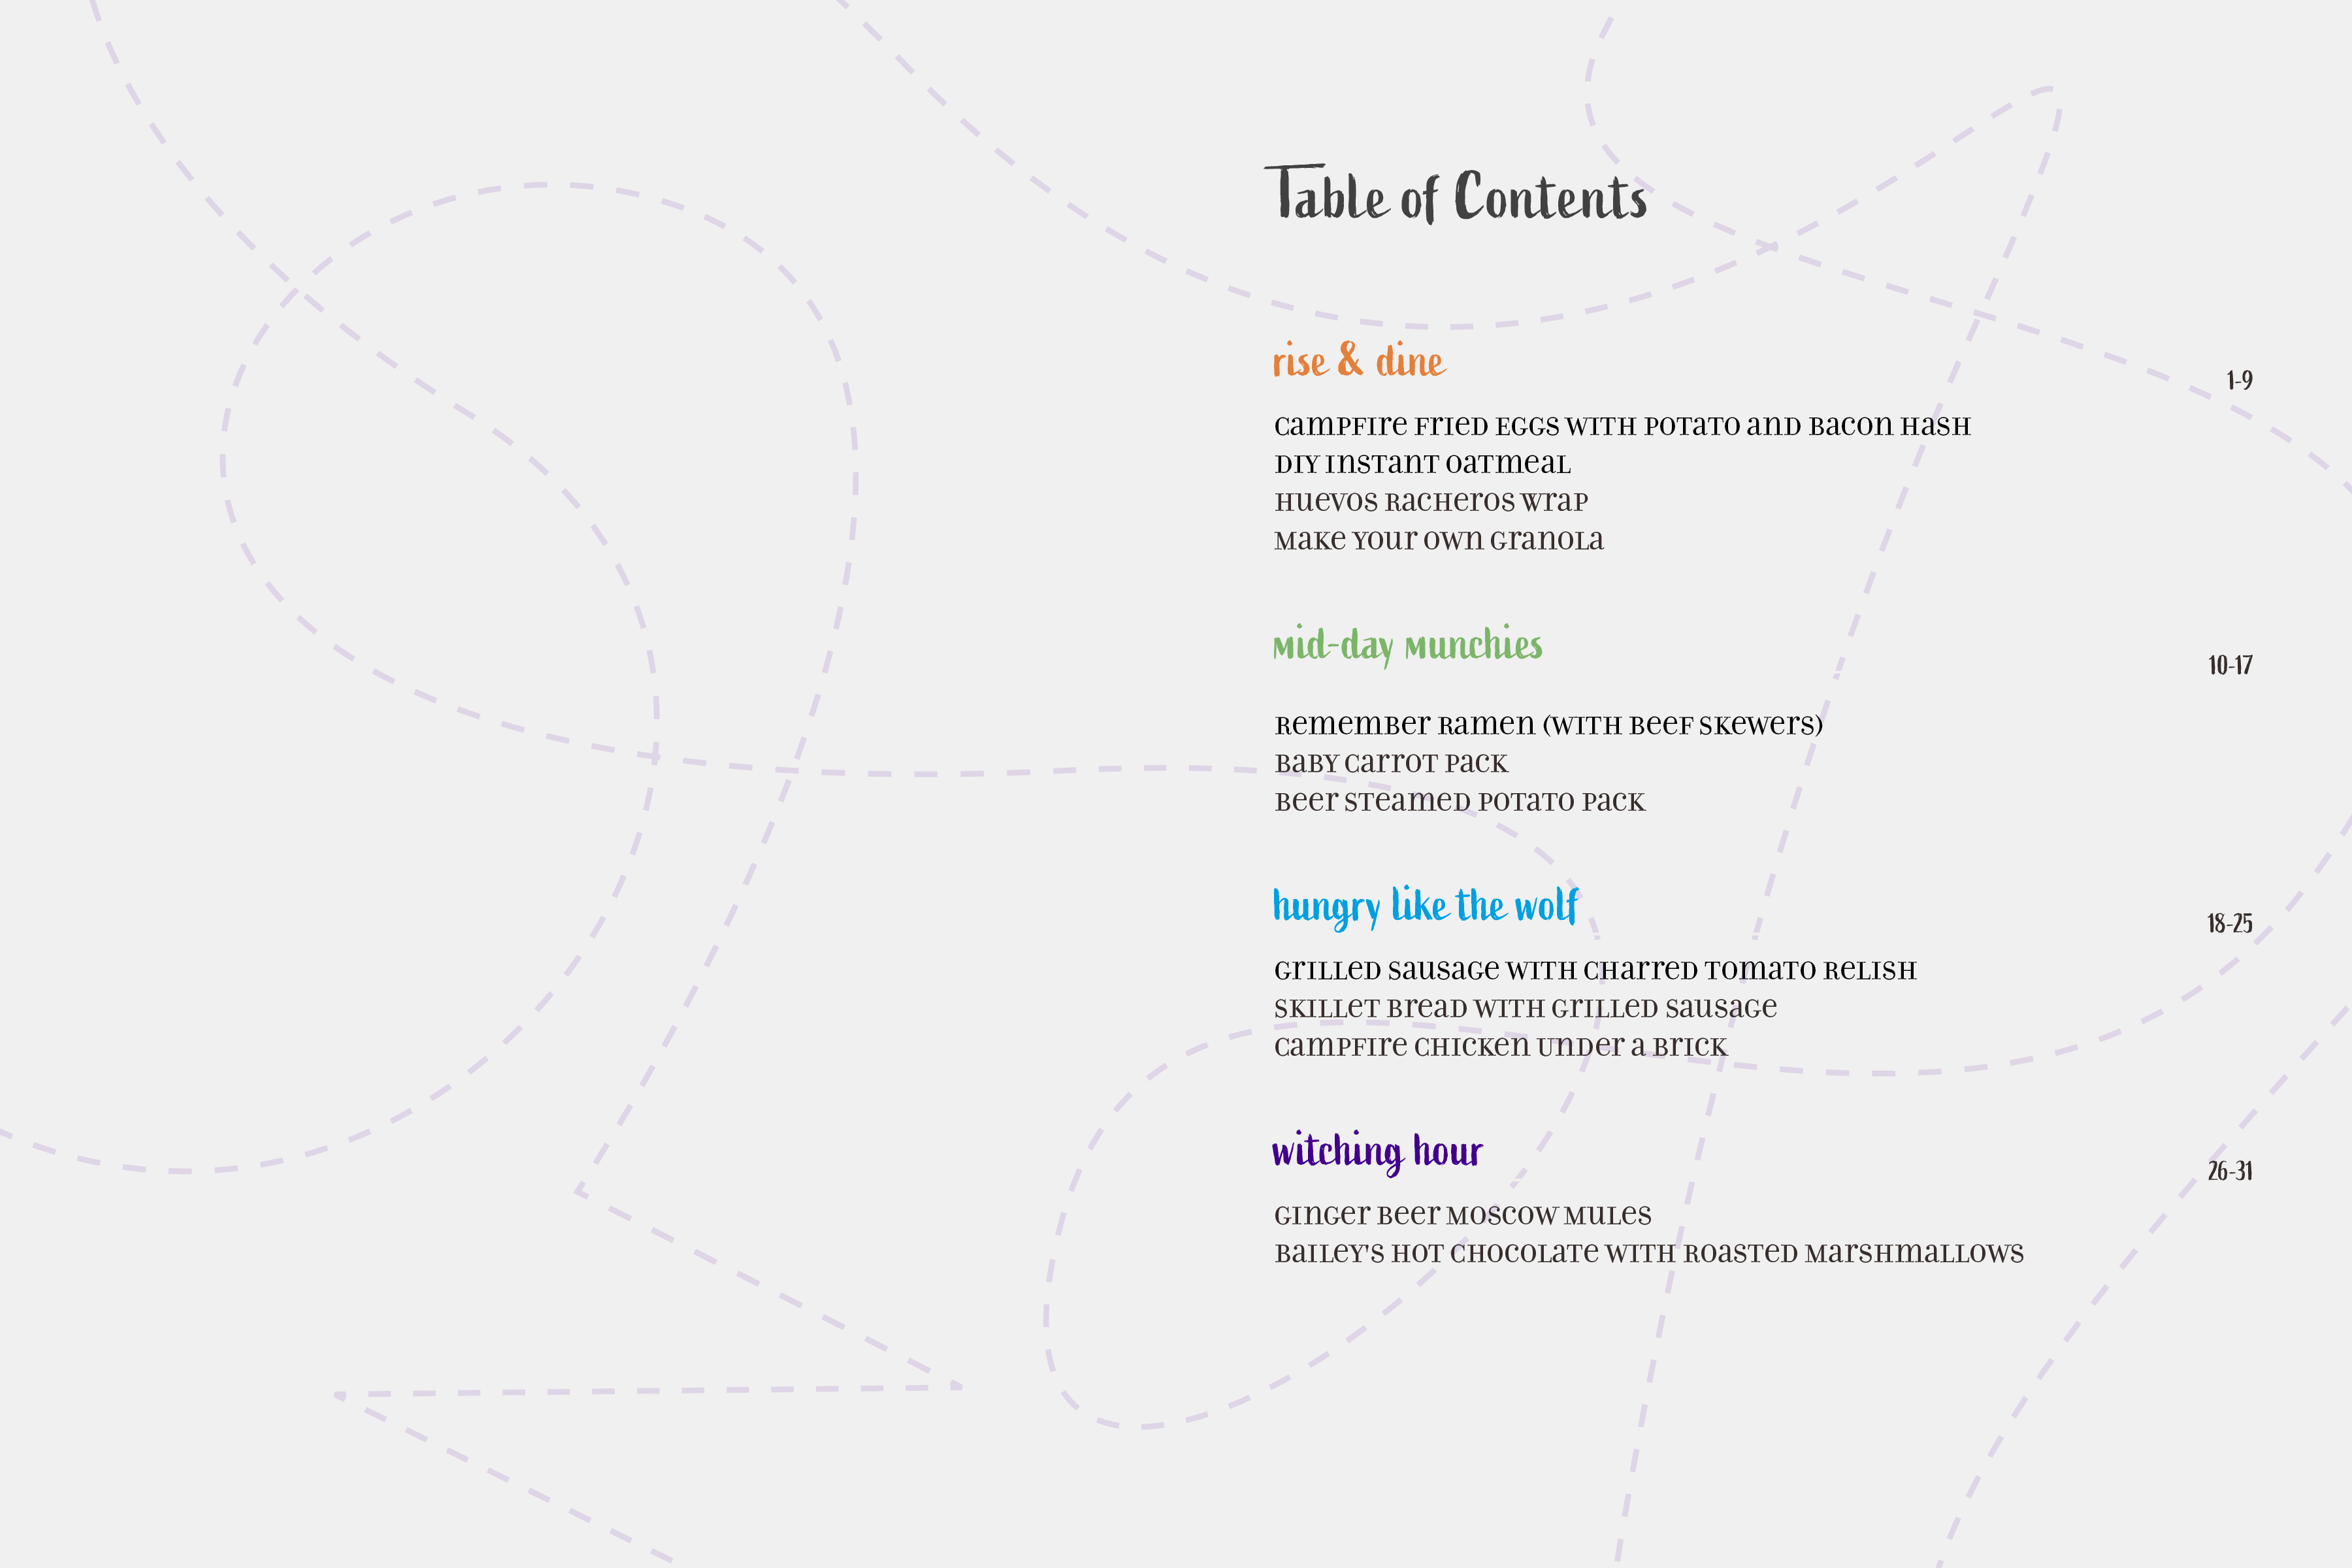 Table of Contents
rise & dine
1-9
Campfire Fried Eggs with Potato and Bacon Hash
DIY Instant Oatmeal
Huevos Racheros Wrap
Make Your Own Granola
mid-day munchies
10-17
Remember Ramen (with Beef Skewers)
Baby Carrot Pack
Beer Steamed Potato Pack
hungry like the wolf
18-25
Grilled Sausage with Charred Tomato Relish
Skillet Bread with Grilled Sausage
Campfire Chicken Under a Brick
witching hour
26-31
Ginger Beer Moscow Mules
Bailey's Hot Chocolate with Roasted Marshmallows